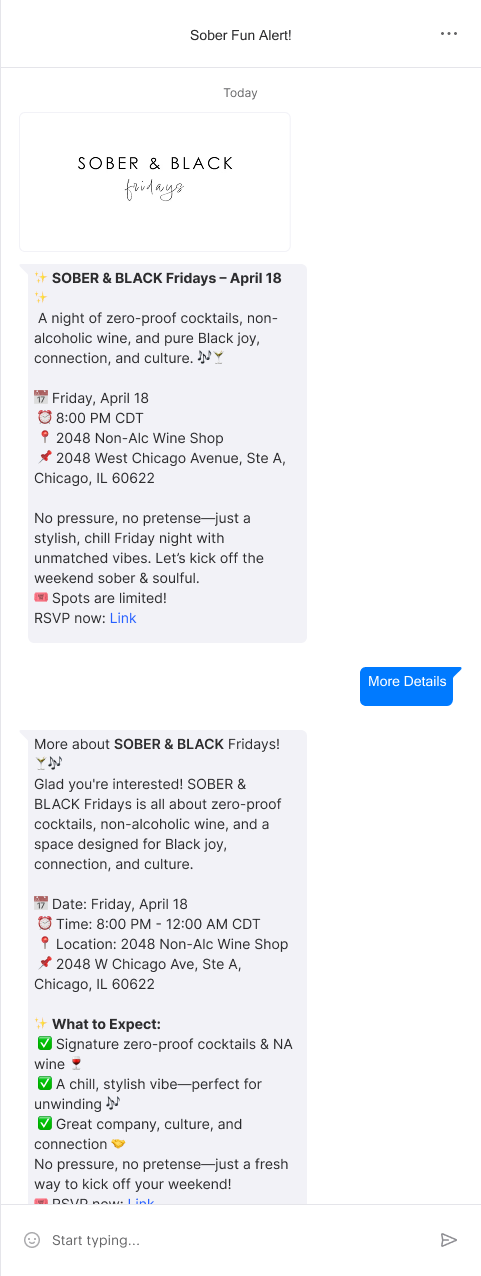 Sober Fun Alert!
Today
SOBER & BLACK
fridays
✨ SOBER & BLACK Fridays – April 18
✨
A night of zero-proof cocktails, non-
alcoholic wine, and pure Black joy,
connection, and culture. 🎶🍸
📅 Friday, April 18
⏰ 8:00 PM CDT
📍 2048 Non-Alc Wine Shop
📌 2048 West Chicago Avenue, Ste A,
Chicago, IL 60622
No pressure, no pretense—just a
stylish, chill Friday night with
unmatched vibes. Let's kick off the
weekend sober & soulful.
🎟️ Spots are limited!
RSVP now: Link
More Details
More about SOBER & BLACK Fridays!
🍸🎶
Glad you're interested! SOBER &
BLACK Fridays is all about zero-proof
cocktails, non-alcoholic wine, and a
space designed for Black joy,
connection, and culture.
📅 Date: Friday, April 18
⏰ Time: 8:00 PM - 12:00 AM CDT
📍 Location: 2048 Non-Alc Wine Shop
📌 2048 W Chicago Ave, Ste A,
Chicago, IL 60622
✨ What to Expect:
✅ Signature zero-proof cocktails & NA
wine 🍷
✅ A chill, stylish vibe—perfect for
unwinding 🎶
✅ Great company, culture, and
connection 🤝
No pressure, no pretense—just a fresh
way to kick off your weekend!
🎟️ RSVP now: Link
Start typing...